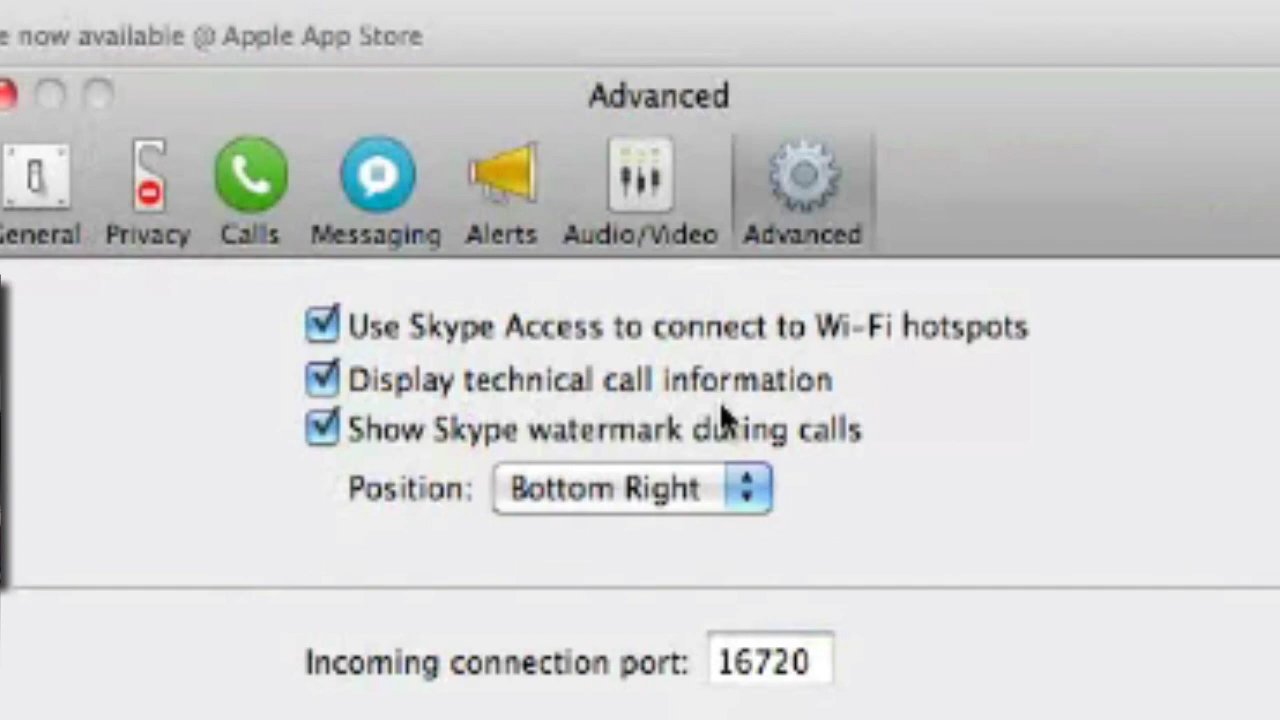 now available @ Apple App Store
Advanced
General Privacy Calls Messaging Alerts Audio/Video Advanced
Use Skype Access to connect to Wi-Fi hotspots
Display technical call information
Show Skype watermark during calls
Position: Bottom Right
Incoming connection port: 16720